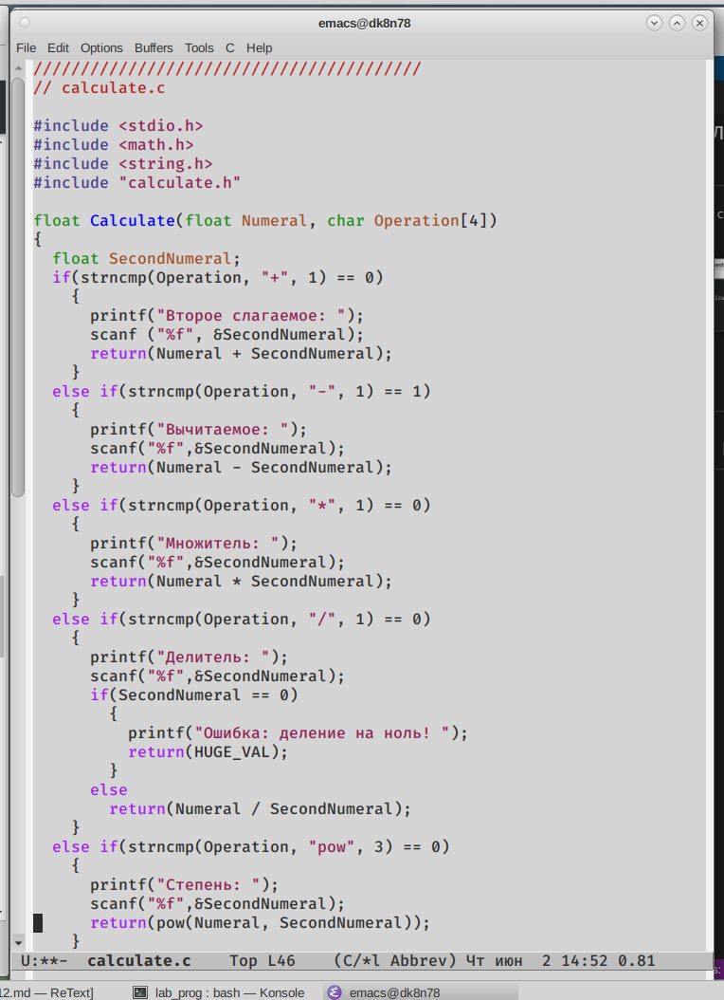 emacs@dk8n78
File Edit Options Buffers Tools C Help
/////////////////////////////////////////
// calculate.c
#include <stdio.h>
#include <math.h>
#include <string.h>
#include "calculate.h"
float Calculate(float Numeral, char Operation[4])
{
  float SecondNumeral;
  if(strncmp(Operation, "+", 1) == 0)
    {
      printf("Второе слагаемое: ");
      scanf ("%f", &SecondNumeral);
      return(Numeral + SecondNumeral);
    }
  else if(strncmp(Operation, "-", 1) == 1)
    {
      printf("Вычитаемое: ");
      scanf("%f",&SecondNumeral);
      return(Numeral - SecondNumeral);
    }
  else if(strncmp(Operation, "*", 1) == 0)
    {
      printf("Множитель: ");
      scanf("%f",&SecondNumeral);
      return(Numeral * SecondNumeral);
    }
  else if(strncmp(Operation, "/", 1) == 0)
    {
      printf("Делитель: ");
      scanf("%f",&SecondNumeral);
      if(SecondNumeral == 0)
        {
          printf("Ошибка: деление на ноль! ");
          return(HUGE_VAL);
        }
      else
        return(Numeral / SecondNumeral);
    }
  else if(strncmp(Operation, "pow", 3) == 0)
    {
      printf("Степень: ");
      scanf("%f",&SecondNumeral);
      return(pow(Numeral, SecondNumeral));
    }
U:**-  calculate.c    Top L46    (C/*l Abbrev) Чт июн  2 14:52 0.81
12.md — ReText] lab_prog : bash — Konsole emacs@dk8n78